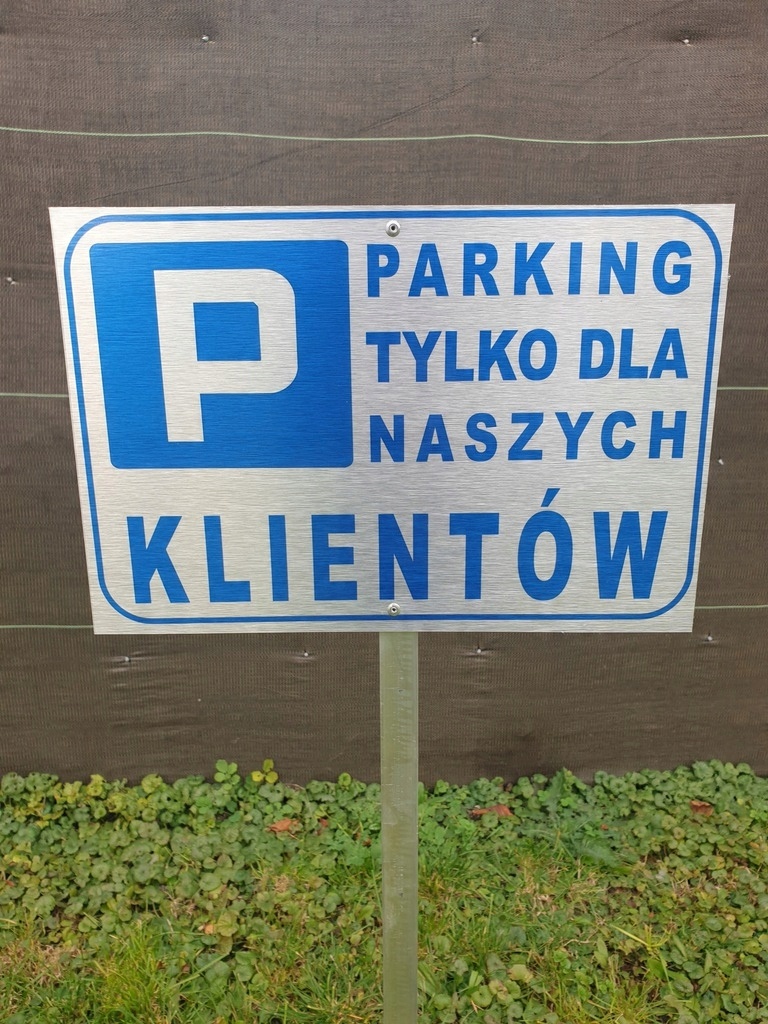 P
PARKING
TYLKO DLA
NASZYCH
KLIENTÓW